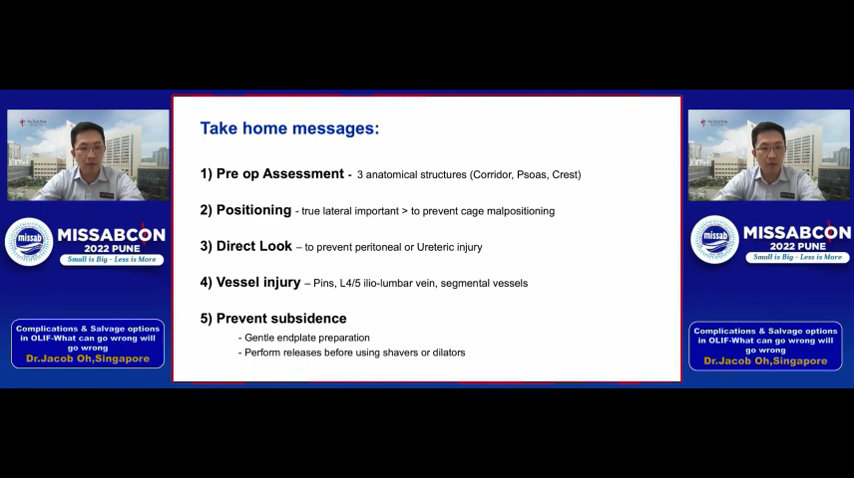 Take home messages:
1) Pre op Assessment - 3 anatomical structures (Corridor, Psoas, Crest)
2) Positioning - true lateral important > to prevent cage malpositioning
3) Direct Look – to prevent peritoneal or Ureteric injury
4) Vessel injury – Pins, L4/5 ilio-lumbar vein, segmental vessels
5) Prevent subsidence
- Gentle endplate preparation
- Perform releases before using shavers or dilators
missab
MISSABCON
2022 PUNE
Small is Big - Less is More
Complications & Salvage options
in OLIF-What can go wrong will
go wrong
Dr.Jacob Oh,Singapore
missab
MISSABCON
2022 PUNE
Small is Big - Less is More
Complications & Salvage options
in OLIF-What can go wrong will
go wrong
Dr.Jacob Oh,Singapore